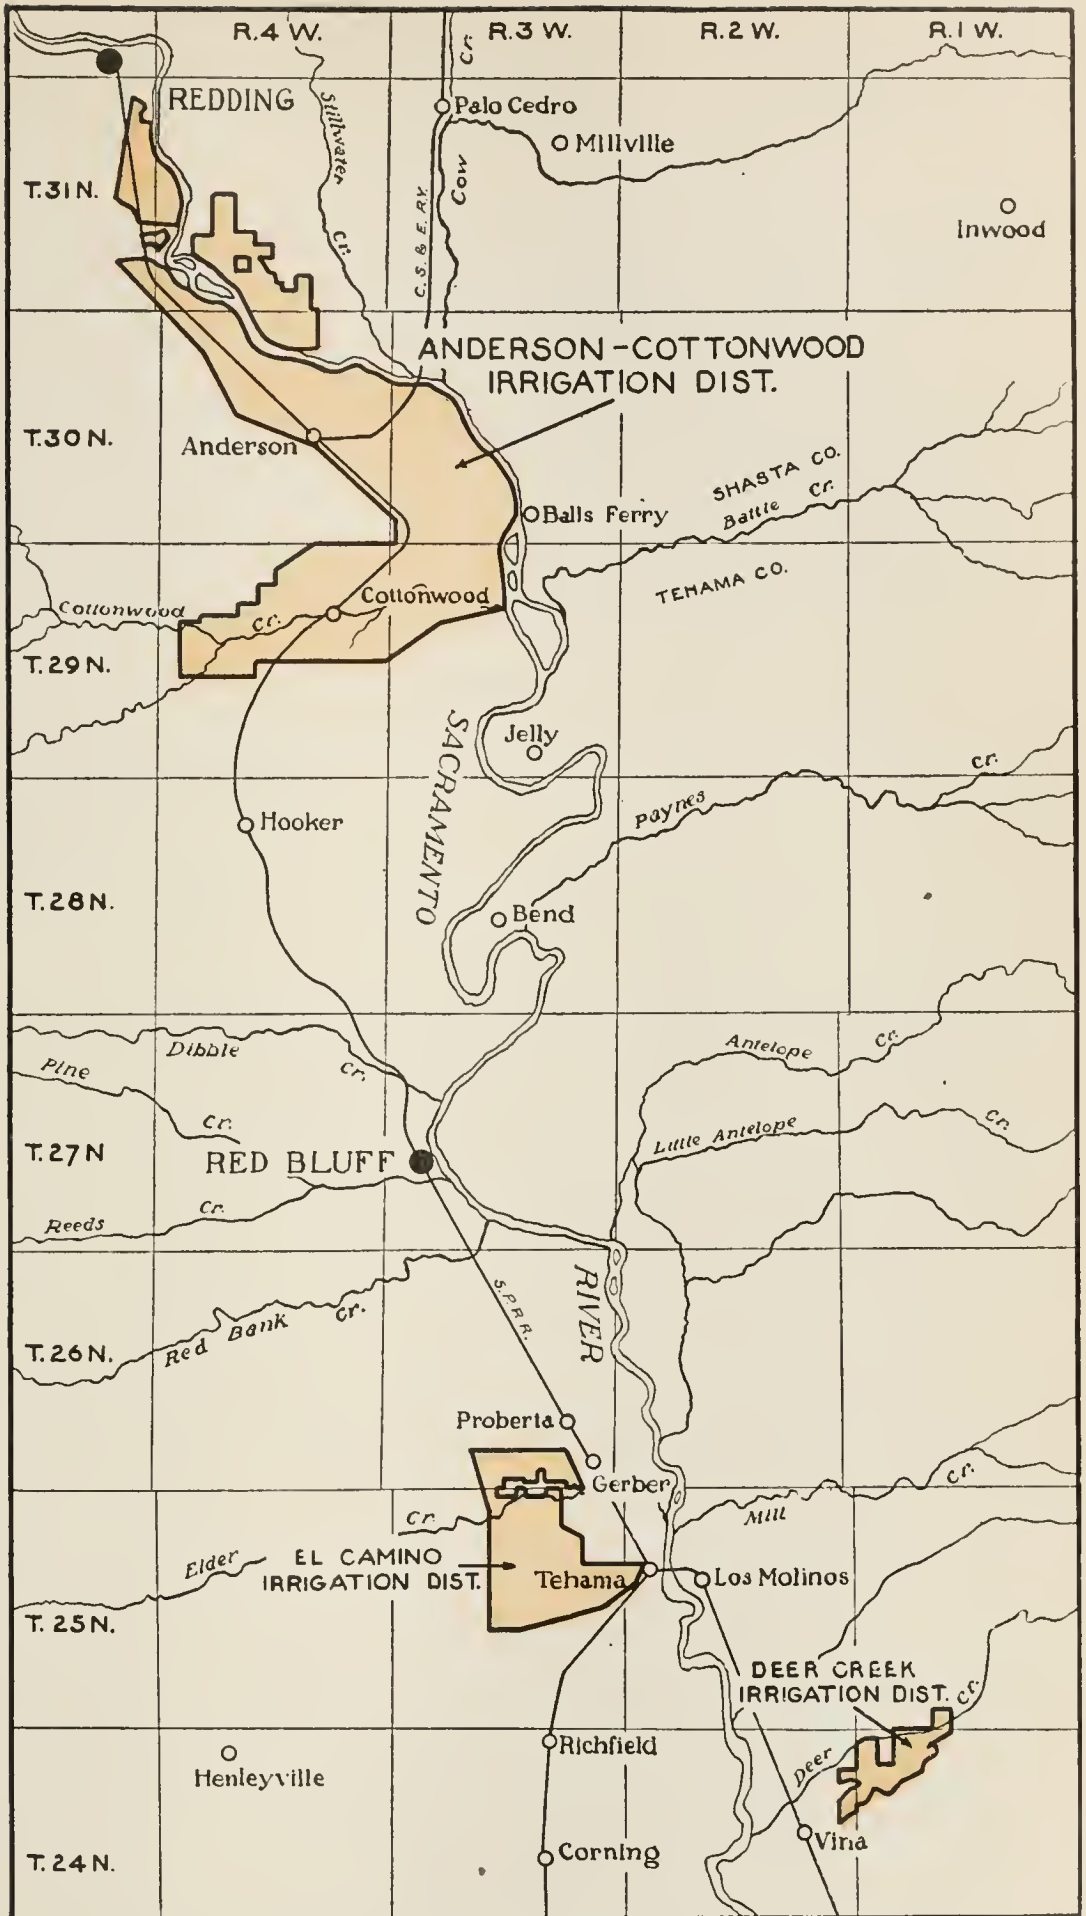 R.4 W.
R.3 W.
R.2 W.
R.1 W.
REDDING
Stillwater
Cr.
Cr.
Palo Cedro
Millville
Cow
T.31N.
C. S. & E. RY.
Inwood
ANDERSON-COTTONWOOD
IRRIGATION DIST.
T.30 N.
Anderson
SHASTA CO.
Battle Cr.
Balls Ferry
TEHAMA CO.
Cottonwood
Cottonwood
Cr.
T.29 N.
SACRAMENTO
Jelly
Cr.
Paynes
Hooker
T.28 N.
Bend
Dibble
Cr.
Antelope
Cr.
Pine
Cr.
Little Antelope
Cr.
T.27 N
RED BLUFF
Reeds
Cr.
S.P.R.R.
RIVER
Red Bank Cr.
T.26 N.
Proberta
Gerber
Cr.
Mill
Cr.
Elder
EL CAMINO
IRRIGATION DIST.
Tehama
Los Molinos
T. 25 N.
DEER CREEK
IRRIGATION DIST.
Cr.
Deer
Richfield
Henleyville
Vina
Corning
T.24 N.